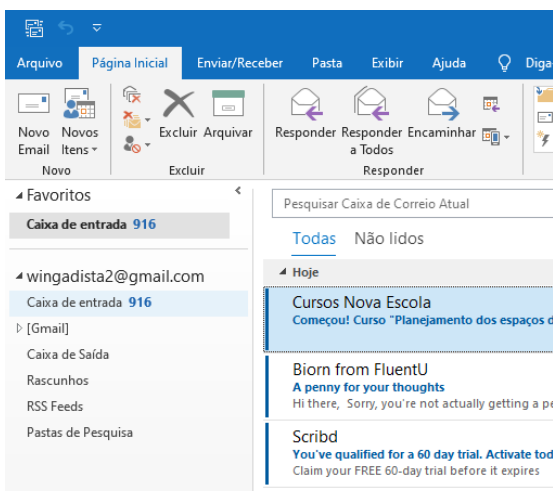 Arquivo Página Inicial Enviar/Receber Pasta Exibir Ajuda Diga
Novo Email
Novos Itens
Excluir Arquivar
Responder
Responder a Todos
Encaminhar
Novo Excluir Responder
Favoritos
Caixa de entrada 916
wingadista2@gmail.com
Caixa de entrada 916
[Gmail]
Caixa de Saída
Rascunhos
RSS Feeds
Pastas de Pesquisa
Pesquisar Caixa de Correio Atual
Todas Não lidos
Hoje
Cursos Nova Escola
Começou! Curso "Planejamento dos espaços d
Biorn from FluentU
A penny for your thoughts
Hi there, Sorry, you're not actually getting a pe
Scribd
You've qualified for a 60 day trial. Activate tod
Claim your FREE 60-day trial before it expires